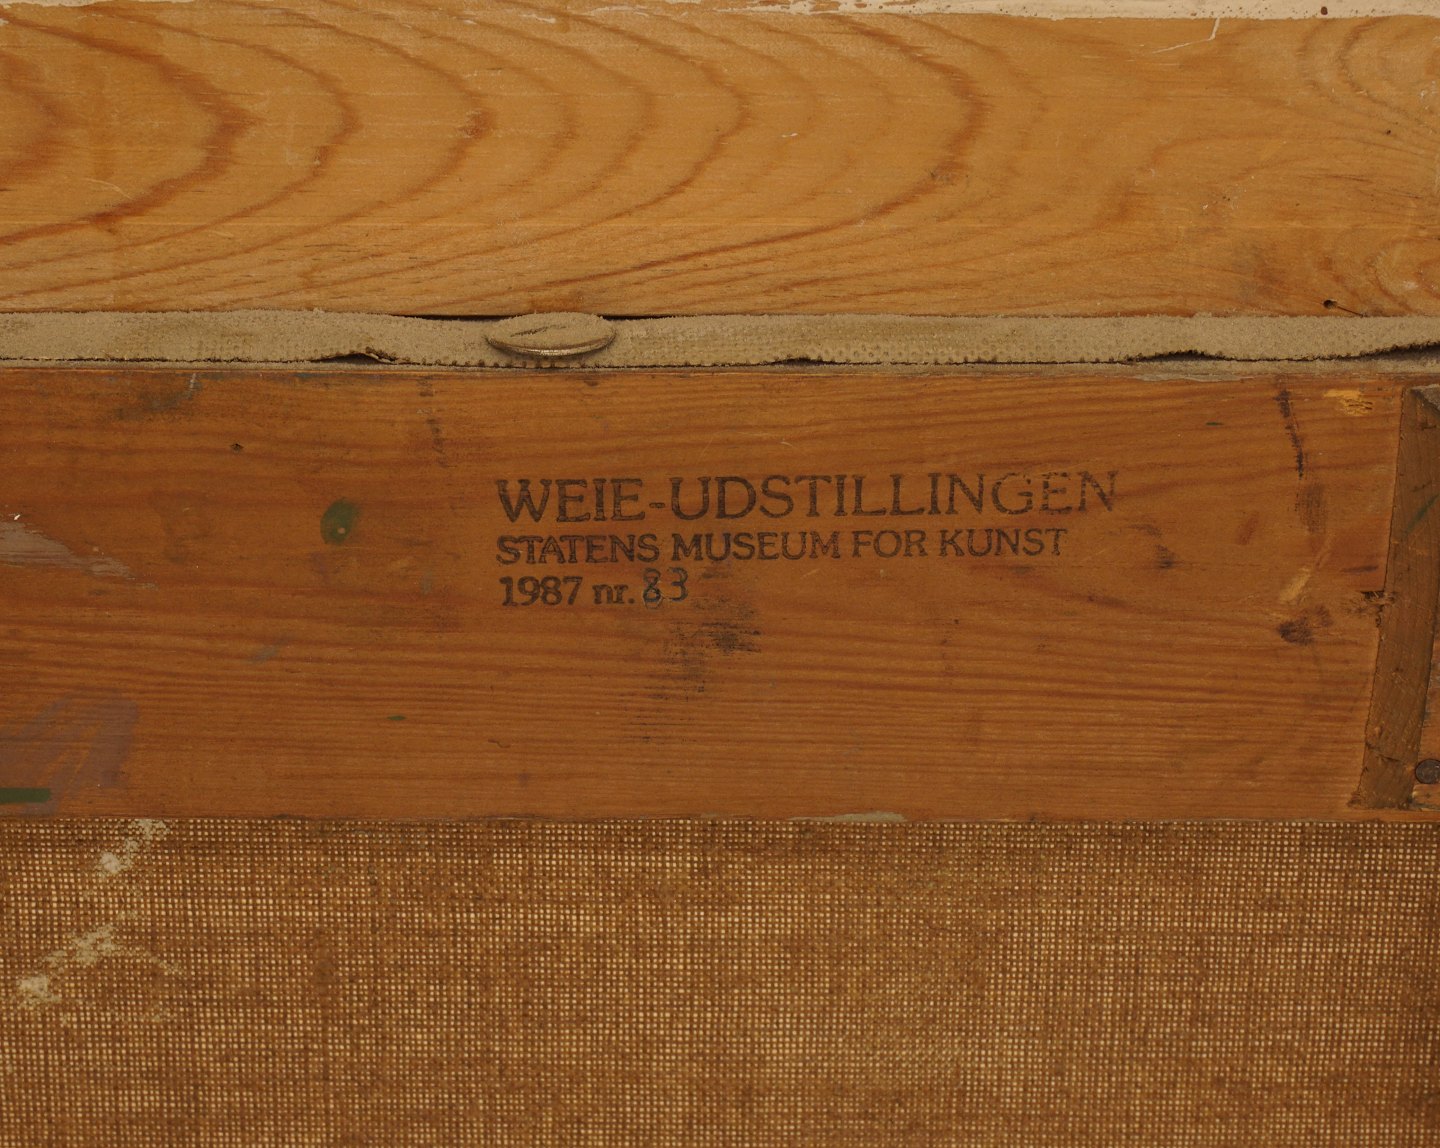 WEIE-UDSTILLINGEN
STATENS MUSEUM FOR KUNST
1987 nr. 83